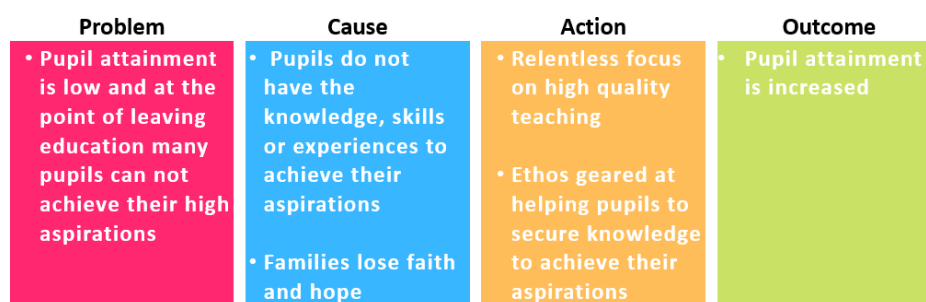 Problem
• Pupil attainment
is low and at the
point of leaving
education many
pupils can not
achieve their high
aspirations
Cause
• Pupils do not
have the
knowledge, skills
or experiences to
achieve their
aspirations
• Families lose faith
and hope
Action
• Relentless focus
on high quality
teaching
• Ethos geared at
helping pupils to
secure knowledge
to achieve their
aspirations
Outcome
• Pupil attainment
is increased